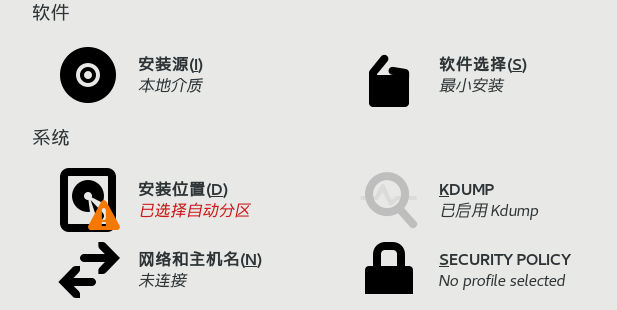 软件
安装源(I)
本地介质
软件选择(S)
最小安装
系统
安装位置(D)
已选择自动分区
KDUMP
已启用 Kdump
网络和主机名(N)
未连接
SECURITY POLICY
No profile selected